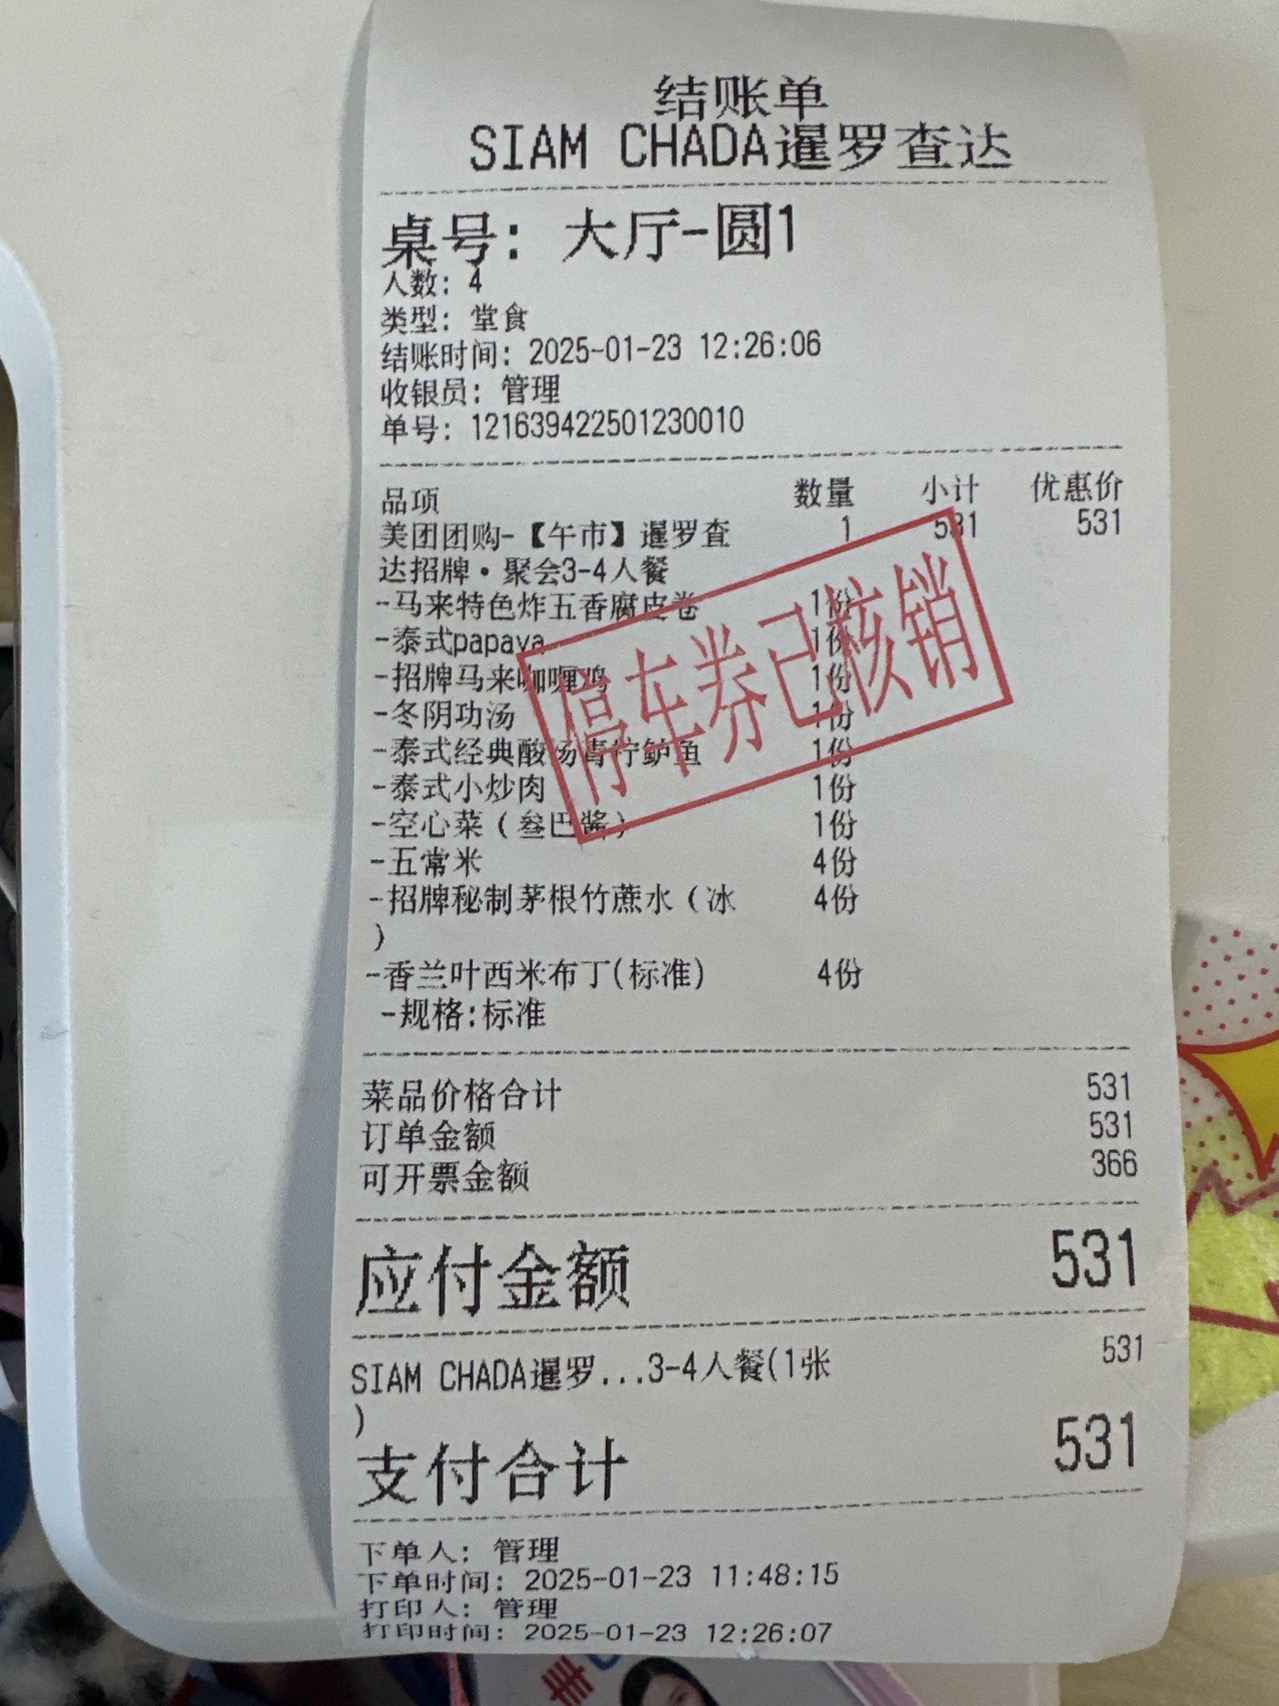 结账单
SIAM CHADA暹罗查达
桌号: 大厅-圆1
人数: 4
类型: 堂食
结账时间: 2025-01-23 12:26:06
收银员: 管理
单号: 121639422501230010
品项 数量 小计 优惠价
美团团购-【午市】暹罗查 1 531 531
达招牌·聚会3-4人餐
-马来特色炸五香腐皮卷 1份
-泰式papaya 1份
-招牌马来咖喱鸡 1份
-冬阴功汤 1份
-泰式经典酸汤青柠鲈鱼 1份
-泰式小炒肉 1份
-空心菜（叁巴酱） 1份
-五常米 4份
-招牌秘制茅根竹蔗水（冰 4份
）
-香兰叶西米布丁(标准) 4份
-规格:标准
停车券已核销
菜品价格合计 531
订单金额 531
可开票金额 366
应付金额 531
SIAM CHADA暹罗...3-4人餐(1张 531
)
支付合计 531
下单人: 管理
下单时间: 2025-01-23 11:48:15
打印人: 管理
打印时间: 2025-01-23 12:26:07